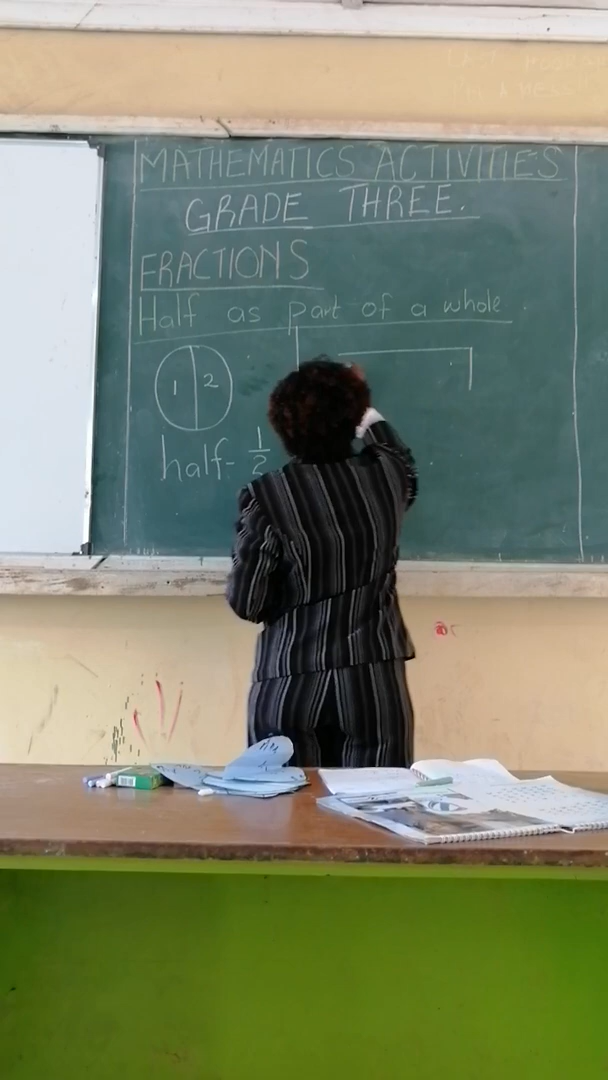 MATHEMATICS ACTIVITIES
GRADE THREE.
FRACTIONS
Half as part of a whole
1 2
half- 1/2